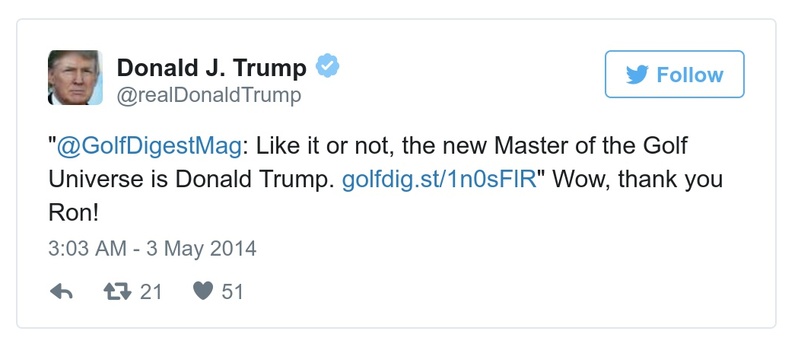 Donald J. Trump
@realDonaldTrump
Follow
"@GolfDigestMag: Like it or not, the new Master of the Golf
Universe is Donald Trump. golfdig.st/1n0sFlR" Wow, thank you
Ron!
3:03 AM - 3 May 2014
21 51